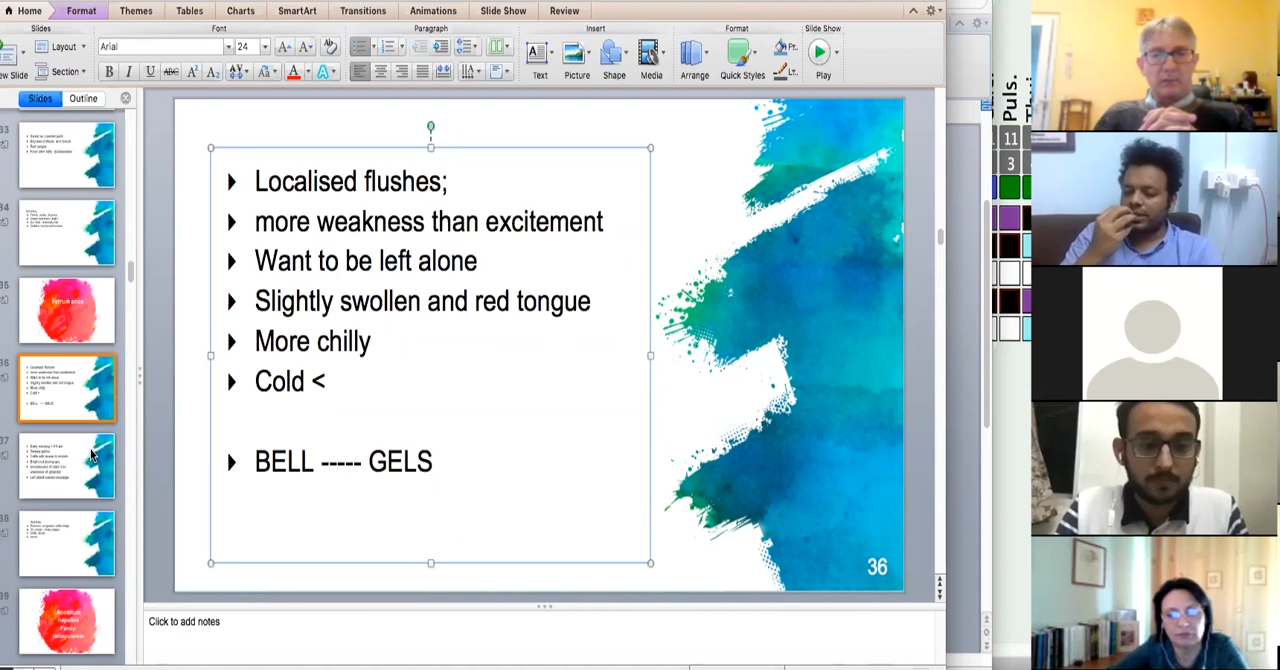 Home Format Themes Tables Charts SmartArt Transitions Animations Slide Show Review
Slides Font Paragraph Insert Format Slide Show
Layout
Arial 24
Section
Text Picture Shape Media Arrange Quick Styles Play
Slides Outline
Localised flushes;
more weakness than excitement
Want to be left alone
Slightly swollen and red tongue
More chilly
Cold <
BELL ----- GELS
36
Click to add notes
Puls.
11
3